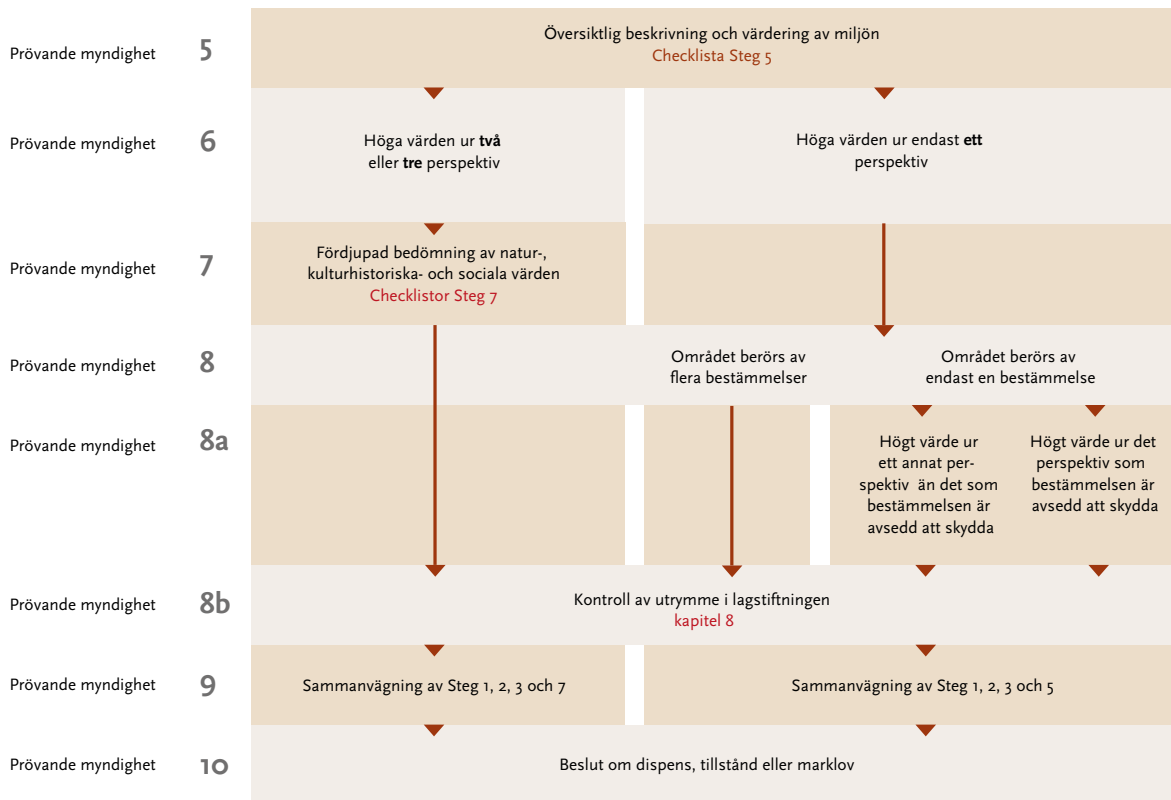 Prövande myndighet
5
Översiktlig beskrivning och värdering av miljön
Checklista Steg 5
Prövande myndighet
6
Höga värden ur två
eller tre perspektiv
Höga värden ur endast ett
perspektiv
Prövande myndighet
7
Fördjupad bedömning av natur-,
kulturhistoriska- och sociala värden
Checklistor Steg 7
Prövande myndighet
8
Området berörs av
flera bestämmelser
Området berörs av
endast en bestämmelse
Prövande myndighet
8a
Högt värde ur
ett annat per-
spektiv än det som
bestämmelsen är
avsedd att skydda
Högt värde ur det
perspektiv som
bestämmelsen är
avsedd att skydda
Prövande myndighet
8b
Kontroll av utrymme i lagstiftningen
kapitel 8
Prövande myndighet
9
Sammanvägning av Steg 1, 2, 3 och 7
Sammanvägning av Steg 1, 2, 3 och 5
Prövande myndighet
10
Beslut om dispens, tillstånd eller marklov